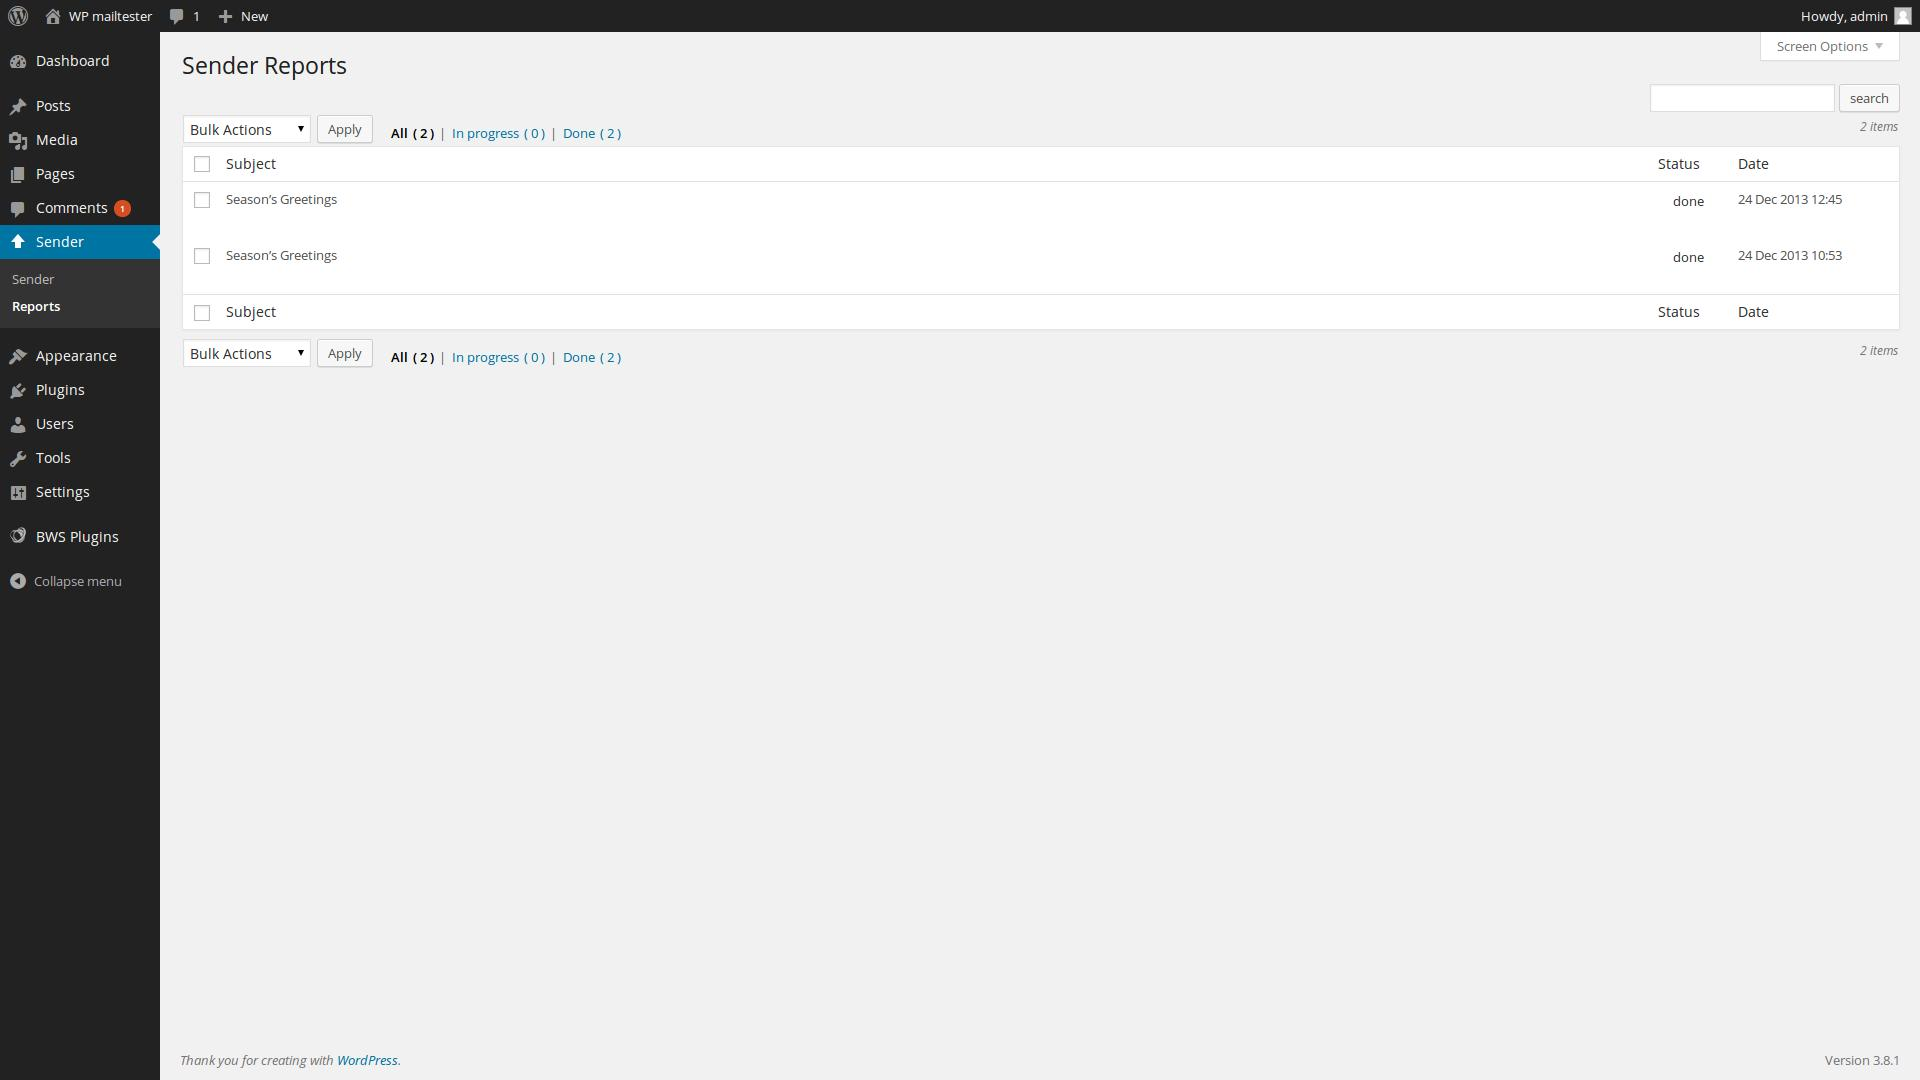 WP mailtester 1 New Howdy, admin
Screen Options
Dashboard
Posts
Media
Pages
Comments 1
Sender
Sender
Reports
Appearance
Plugins
Users
Tools
Settings
BWS Plugins
Collapse menu
Sender Reports
search
Bulk Actions Apply All ( 2 ) | In progress ( 0 ) | Done ( 2 ) 2 items
Subject Status Date
Season’s Greetings done 24 Dec 2013 12:45
Season’s Greetings done 24 Dec 2013 10:53
Subject Status Date
Bulk Actions Apply All ( 2 ) | In progress ( 0 ) | Done ( 2 ) 2 items
Thank you for creating with WordPress. Version 3.8.1